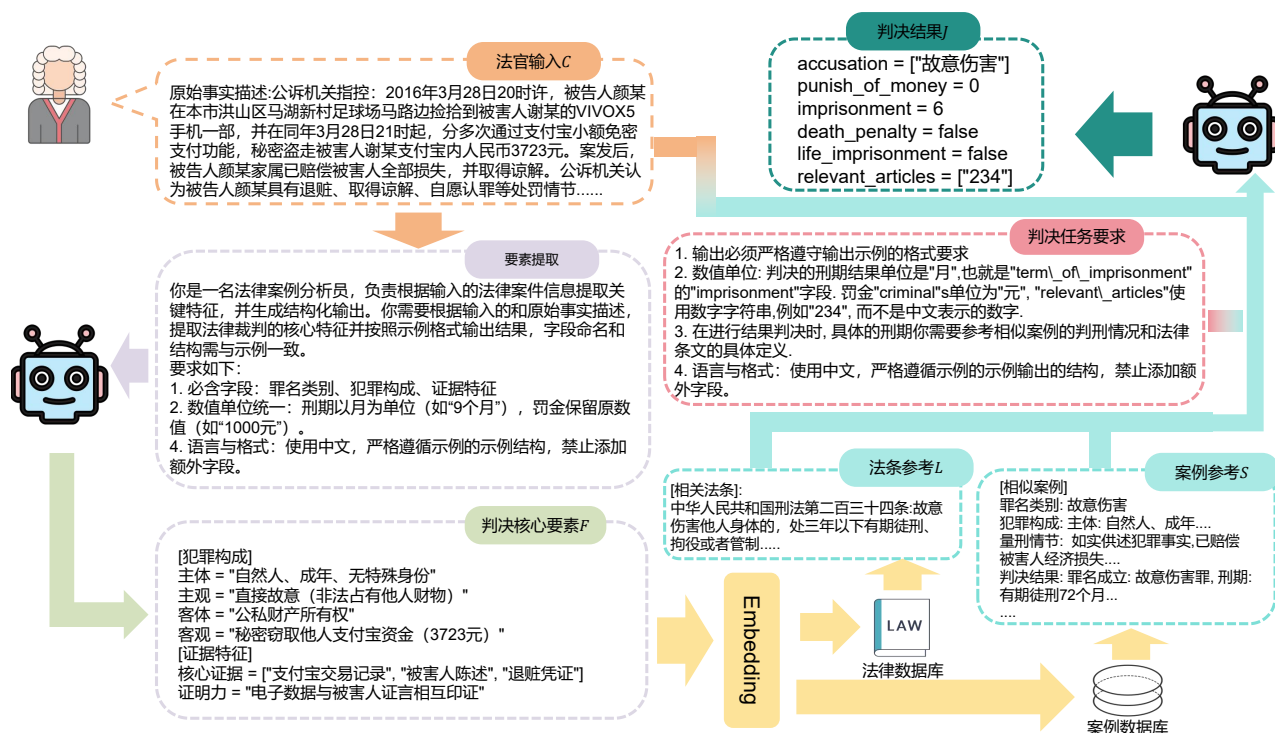 法官输入C
原始事实描述:公诉机关指控：2016年3月28日20时许，被告人颜某
在本市洪山区马湖新村足球场马路边捡拾到被害人谢某的VIVOX5
手机一部，并在同年3月28日21时起，分多次通过支付宝小额免密
支付功能，秘密盗走被害人谢某支付宝内人民币3723元。案发后，
被告人颜某家属已赔偿被害人全部损失，并取得谅解。公诉机关认
为被告人颜某具有退赃、取得谅解、自愿认罪等处罚情节......
判决结果J
accusation = ["故意伤害"]
punish_of_money = 0
imprisonment = 6
death_penalty = false
life_imprisonment = false
relevant_articles = ["234"]
要素提取
你是一名法律案例分析员，负责根据输入的法律案件信息提取关
键特征，并生成结构化输出。你需要根据输入的和原始事实描述，
提取法律裁判的核心特征并按照示例格式输出结果，字段命名和
结构需与示例一致。
要求如下：
1. 必含字段：罪名类别、犯罪构成、证据特征
2. 数值单位统一：刑期以月为单位（如“9个月”），罚金保留原数
值（如“1000元”）。
4. 语言与格式：使用中文，严格遵循示例的示例结构，禁止添加
额外字段。
判决任务要求
1. 输出必须严格遵守输出示例的格式要求
2. 数值单位: 判决的刑期结果单位是"月",也就是"term\_of\_imprisonment"
的"imprisonment"字段. 罚金"criminal"s单位为"元", "relevant\_articles"使
用数字字符串,例如"234", 而不是中文表示的数字.
3. 在进行结果判决时, 具体的刑期你需要参考相似案例的判刑情况和法律
条文的具体定义.
4. 语言与格式：使用中文，严格遵循示例的示例输出的结构，禁止添加额
外字段。
法条参考L
[相关法条]:
中华人民共和国刑法第二百三十四条:故意
伤害他人身体的，处三年以下有期徒刑、
拘役或者管制.....
案例参考S
[相似案例]
罪名类别: 故意伤害
犯罪构成: 主体: 自然人、成年....
量刑情节: 如实供述犯罪事实,已赔偿
被害人经济损失....
判决结果: 罪名成立: 故意伤害罪, 刑期:
有期徒刑72个月...
....
判决核心要素F
[犯罪构成]
主体 = "自然人、成年、无特殊身份"
主观 = "直接故意（非法占有他人财物）"
客体 = "公私财产所有权"
客观 = "秘密窃取他人支付宝资金（3723元）"
[证据特征]
核心证据 = ["支付宝交易记录", "被害人陈述", "退赃凭证"]
证明力 = "电子数据与被害人证言相互印证"
Embedding
LAW
法律数据库
案例数据库